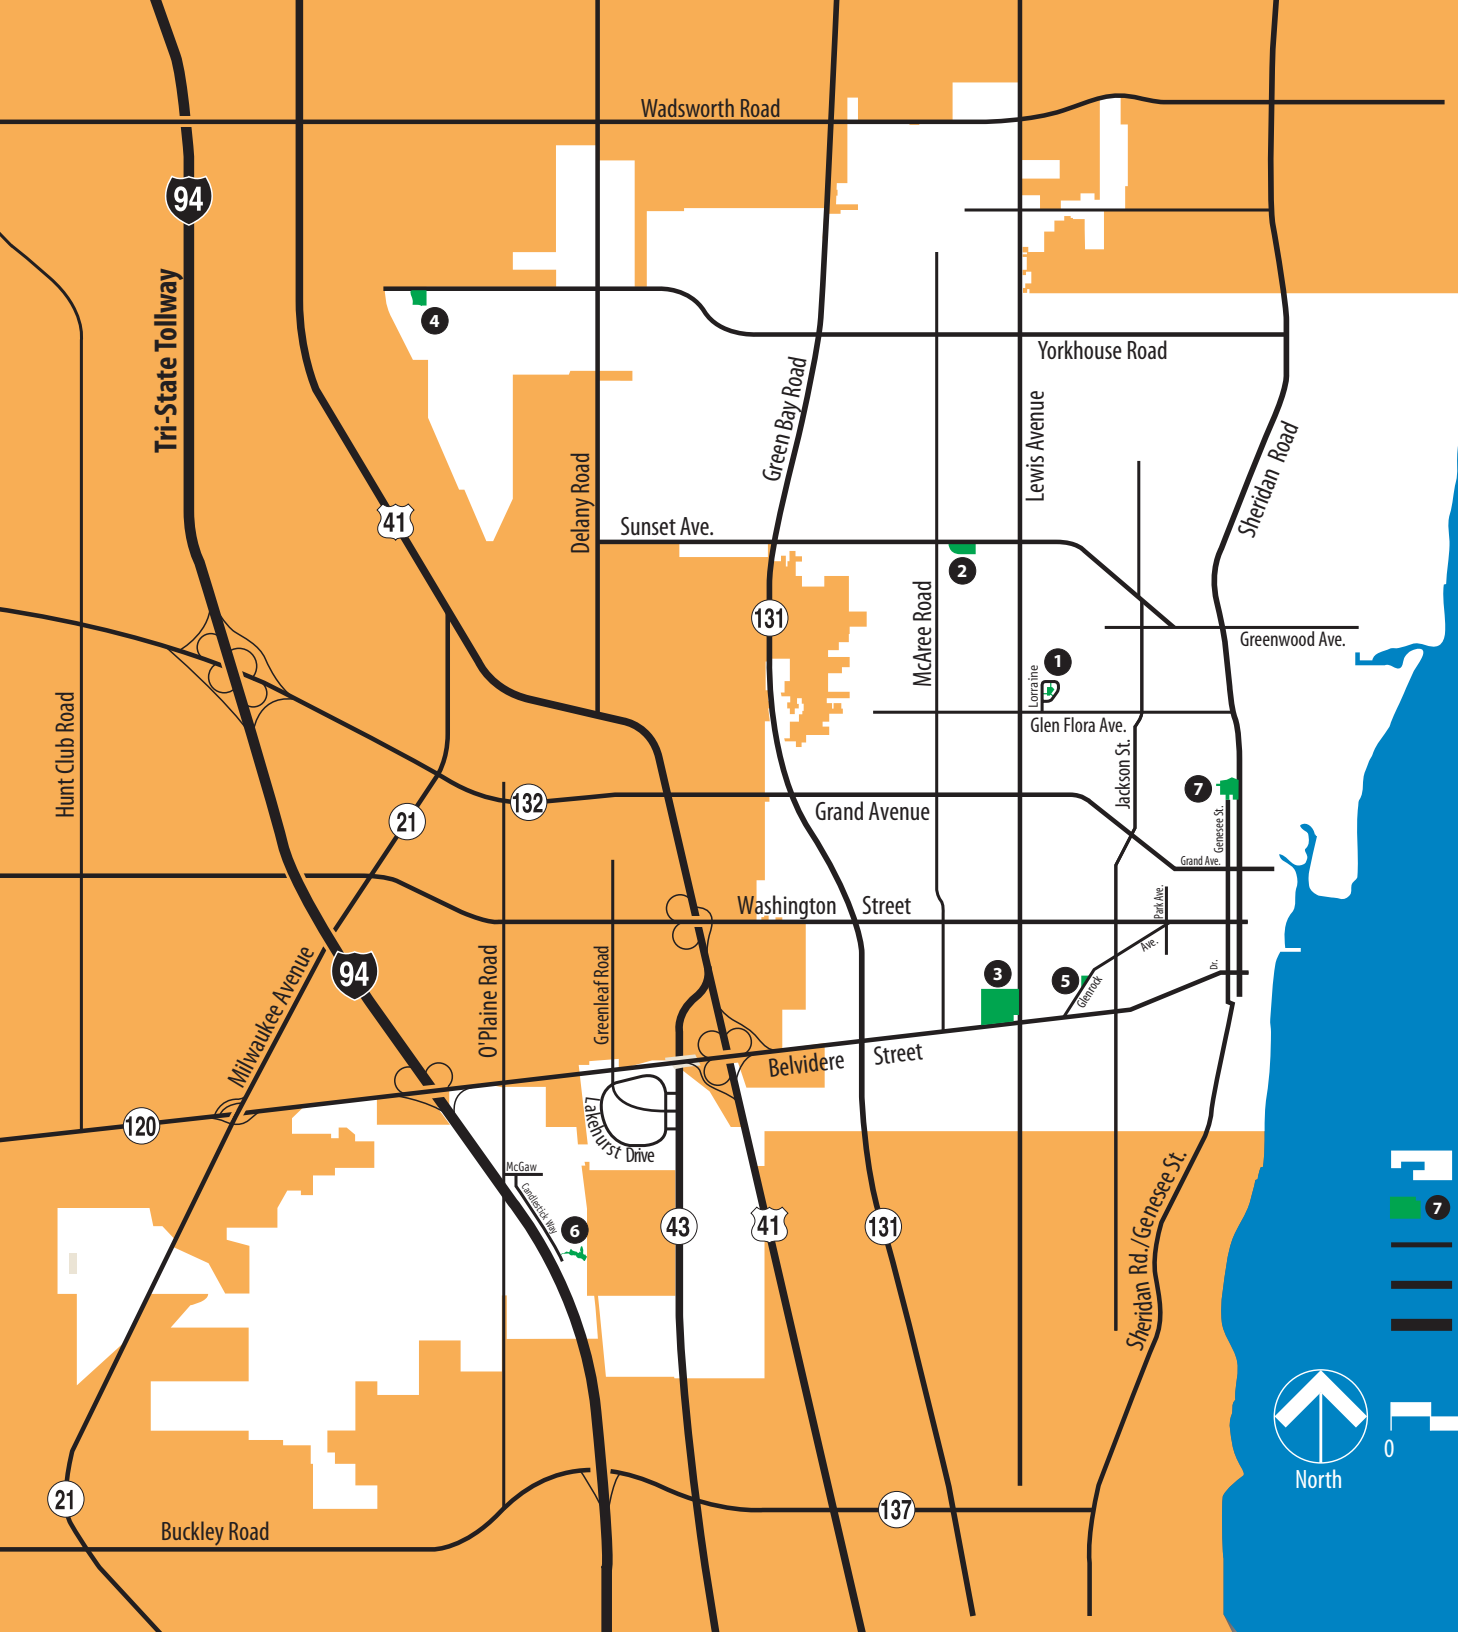 Wadsworth Road
94
Tri-State Tollway
4
Yorkhouse Road
Green Bay Road
Lewis Avenue
Sheridan Road
Delany Road
41
Sunset Ave.
2
McAree Road
131
Greenwood Ave.
1
Lorraine
Glen Flora Ave.
Hunt Club Road
Jackson St.
132
21
7
Grand Avenue
Genesee St.
Grand Ave.
Washington Street
Park Ave.
94
Milwaukee Avenue
O'Plaine Road
Greenleaf Road
3
5
Glenrock
Ave.
Dr.
Belvidere Street
120
Lakehurst Drive
McGaw
Candlestick Way
6
43
41
131
Sheridan Rd./Genesee St.
7
0
North
21
137
Buckley Road